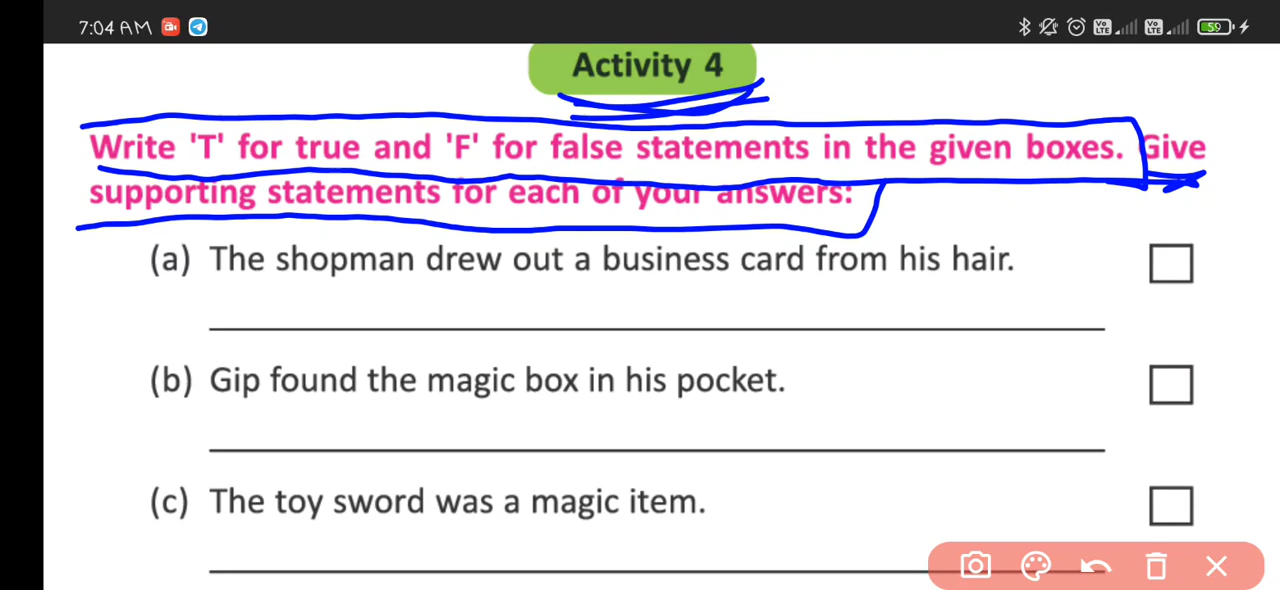 7:04 AM
59
Activity 4
Write 'T' for true and 'F' for false statements in the given boxes. Give
supporting statements for each of your answers:
(a) The shopman drew out a business card from his hair.
(b) Gip found the magic box in his pocket.
(c) The toy sword was a magic item.